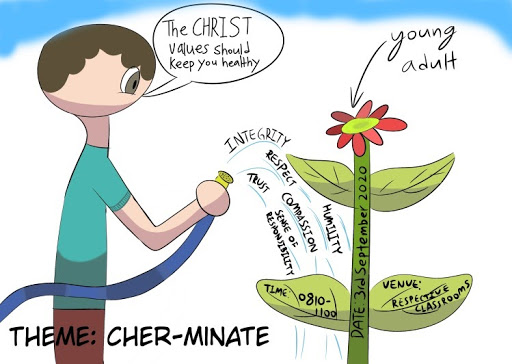 The CHRIST
values should
keep you healthy
young
adult
INTEGRITY
RESPECT
TRUST
COMPASSION
HUMILITY
SENSE OF
RESPONSIBILITY
DATE: 3rd September 2020
TIME: 0810-
1100
VENUE:
RESPECTIVE
CLASSROOMS
THEME: CHER-MINATE